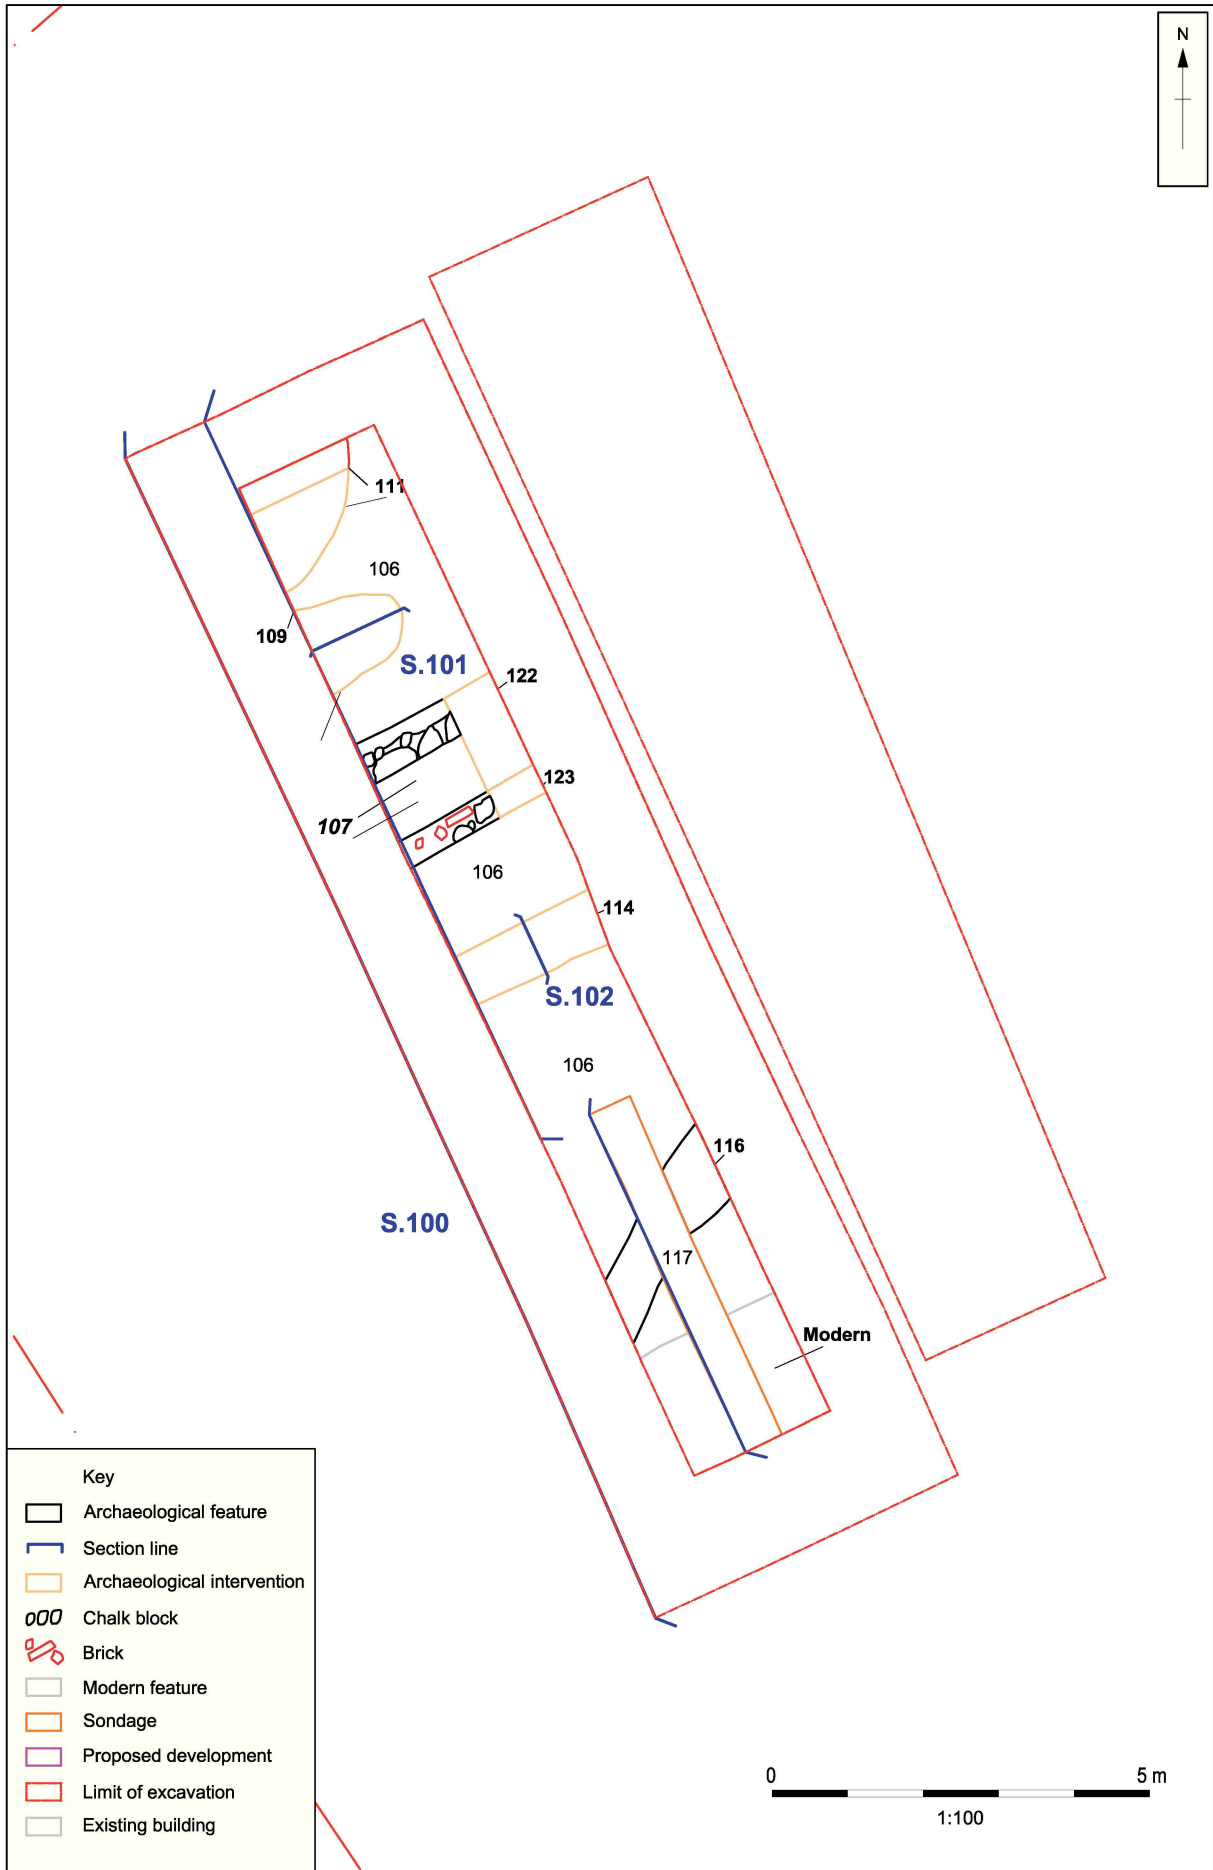 N
111
106
109
S.101
122
123
107
106
114
S.102
106
116
S.100
117
Modern
Key
Archaeological feature
Section line
Archaeological intervention
Chalk block
Brick
Modern feature
Sondage
Proposed development
Limit of excavation
Existing building
0 5 m
1:100